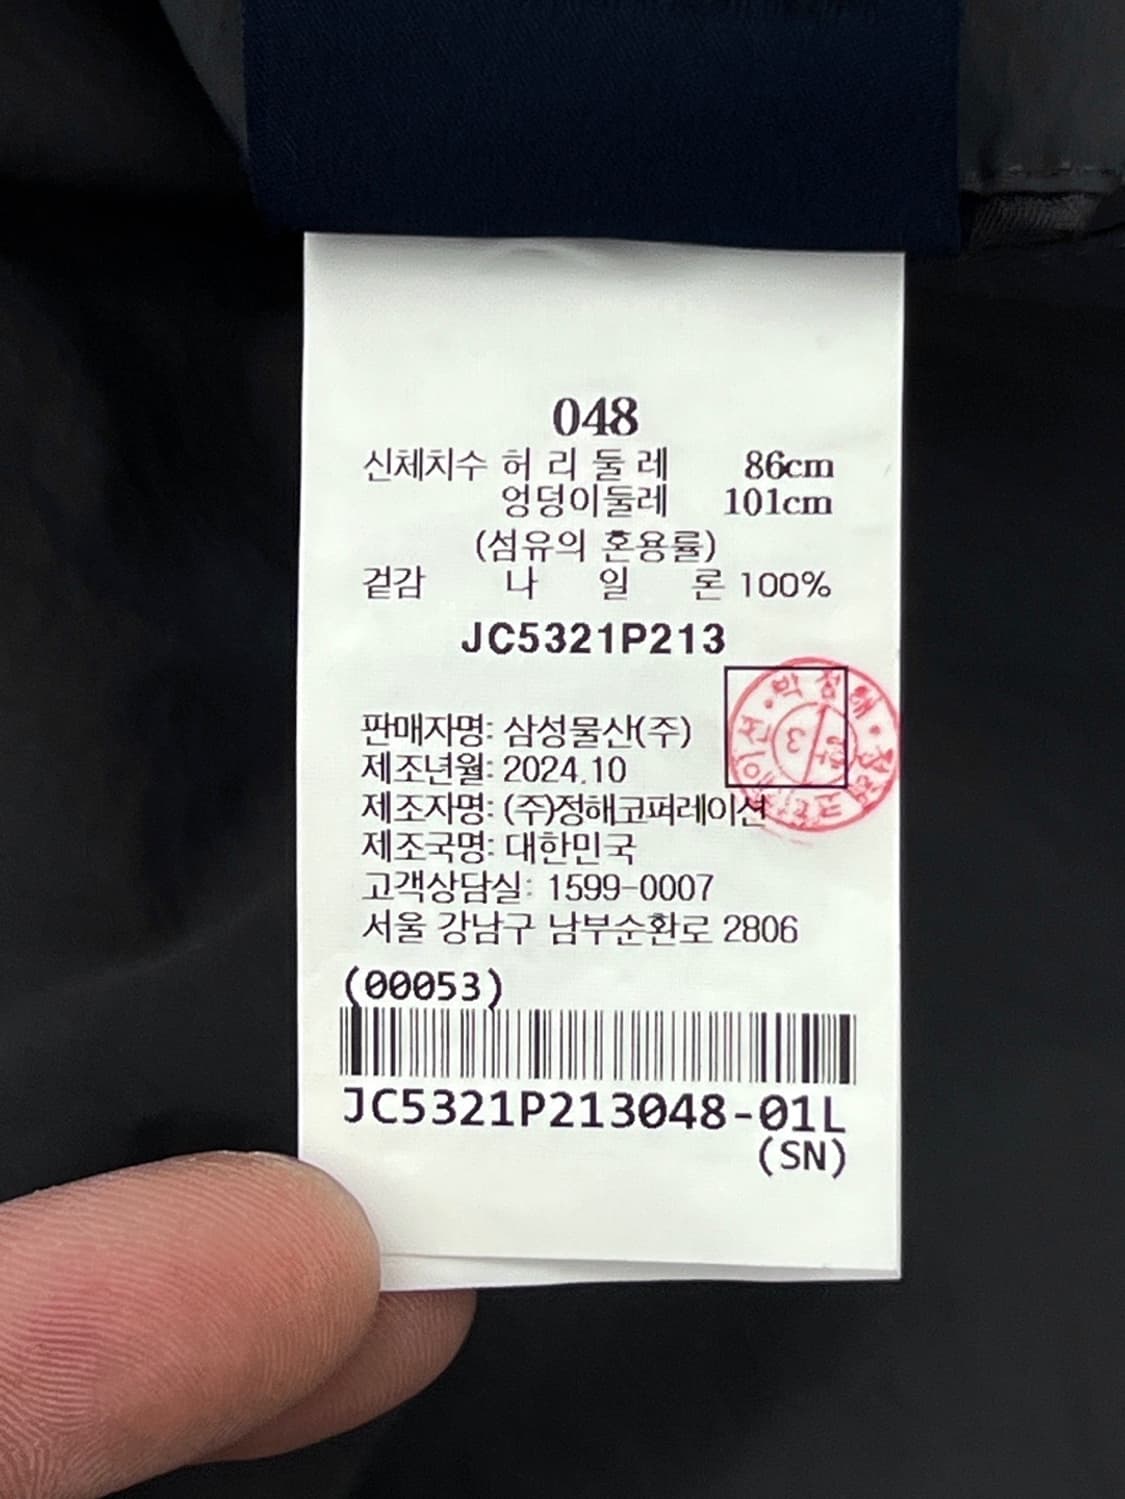 048
신체치수 허 리 둘 레 86cm
엉덩이둘레 101cm
(섬유의 혼용률)
겉감 나 일 론 100%
JC5321P213
판매자명: 삼성물산(주)
제조년월: 2024.10
제조자명: (주)정해코퍼레이션
제조국명: 대한민국
고객상담실: 1599-0007
서울 강남구 남부순환로 2806
(00053)
JC5321P213048-01L
(SN)